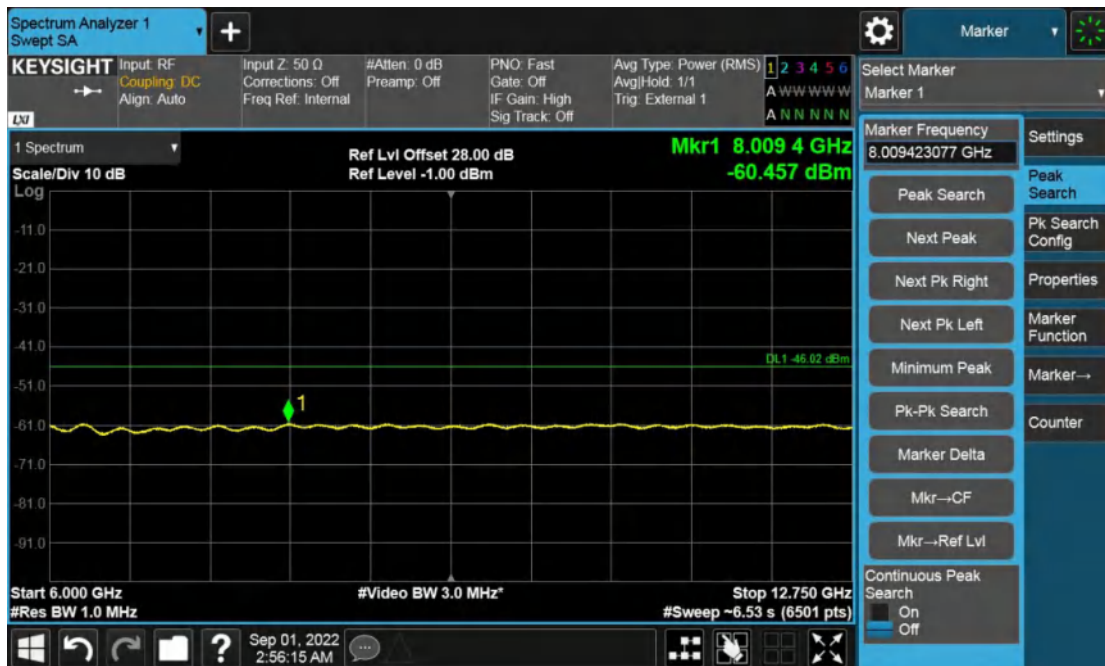 Spectrum Analyzer 1
Swept SA
+
Marker
KEYSIGHT
LXI
Input: RF
Coupling: DC
Align: Auto
Input Z: 50 Ω
Corrections: Off
Freq Ref: Internal
#Atten: 0 dB
Preamp: Off
PNO: Fast
Gate: Off
IF Gain: High
Sig Track: Off
Avg Type: Power (RMS)
Avg|Hold: 1/1
Trig: External 1
1 2 3 4 5 6
A W W W W W
A N N N N N
Select Marker
Marker 1
1 Spectrum
Scale/Div 10 dB
Log
Ref Lvl Offset 28.00 dB
Ref Level -1.00 dBm
Mkr1 8.009 4 GHz
-60.457 dBm
-11.0
-21.0
-31.0
-41.0
DL1 -46.02 dBm
-51.0
1
-61.0
-71.0
-81.0
-91.0
Start 6.000 GHz
#Res BW 1.0 MHz
#Video BW 3.0 MHz*
Stop 12.750 GHz
#Sweep ~6.53 s (6501 pts)
Marker Frequency
8.009423077 GHz
Peak Search
Next Peak
Next Pk Right
Next Pk Left
Minimum Peak
Pk-Pk Search
Marker Delta
Mkr→CF
Mkr→Ref Lvl
Continuous Peak
Search
On
Off
Settings
Peak
Search
Pk Search
Config
Properties
Marker
Function
Marker→
Counter
?
Sep 01, 2022
2:56:15 AM